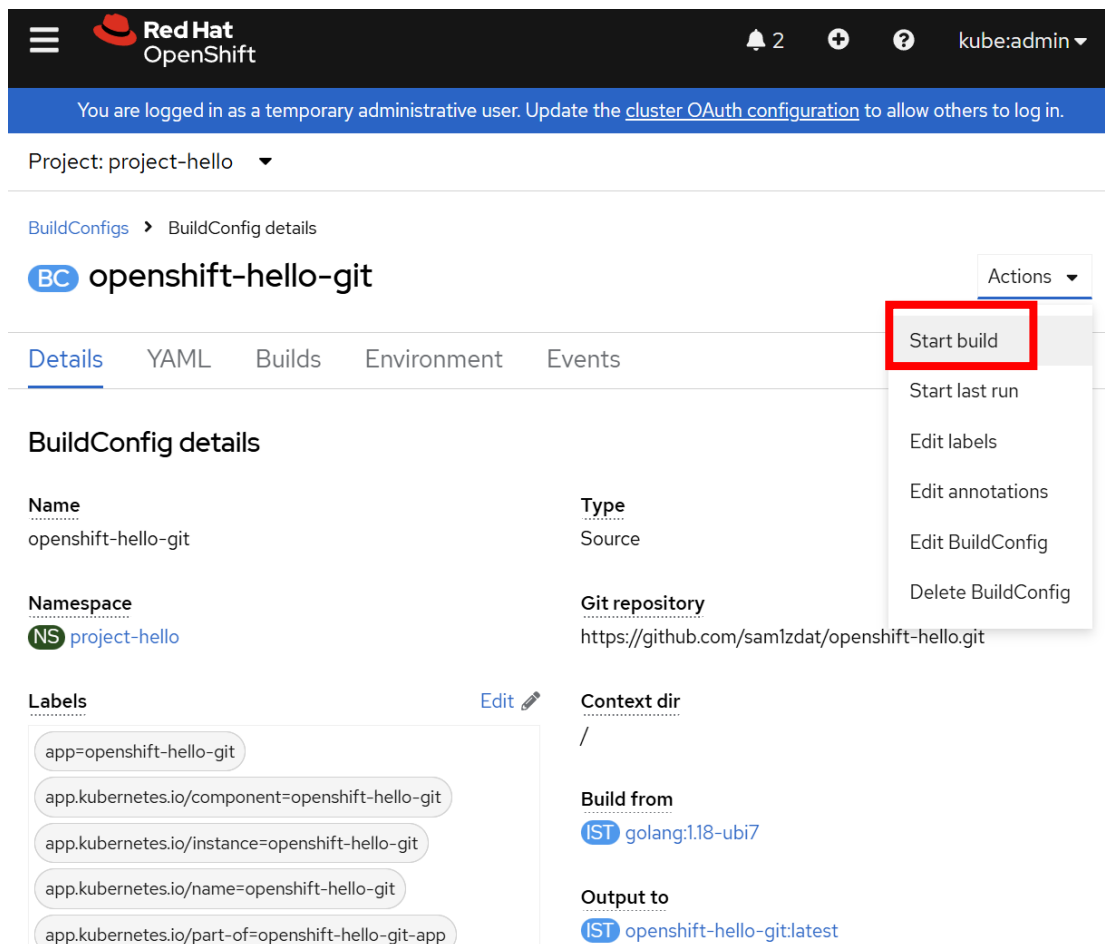 Red Hat
OpenShift
2
kube:admin
You are logged in as a temporary administrative user. Update the cluster OAuth configuration to allow others to log in.
Project: project-hello
BuildConfigs > BuildConfig details
BC openshift-hello-git
Actions
Start build
Start last run
Edit labels
Edit annotations
Edit BuildConfig
Delete BuildConfig
Details YAML Builds Environment Events
BuildConfig details
Name
openshift-hello-git
Namespace
NS project-hello
Labels
Edit
app=openshift-hello-git
app.kubernetes.io/component=openshift-hello-git
app.kubernetes.io/instance=openshift-hello-git
app.kubernetes.io/name=openshift-hello-git
app.kubernetes.io/part-of=openshift-hello-git-app
Type
Source
Git repository
https://github.com/sam1zdat/openshift-hello.git
Context dir
/
Build from
IST golang:1.18-ubi7
Output to
IST openshift-hello-git:latest